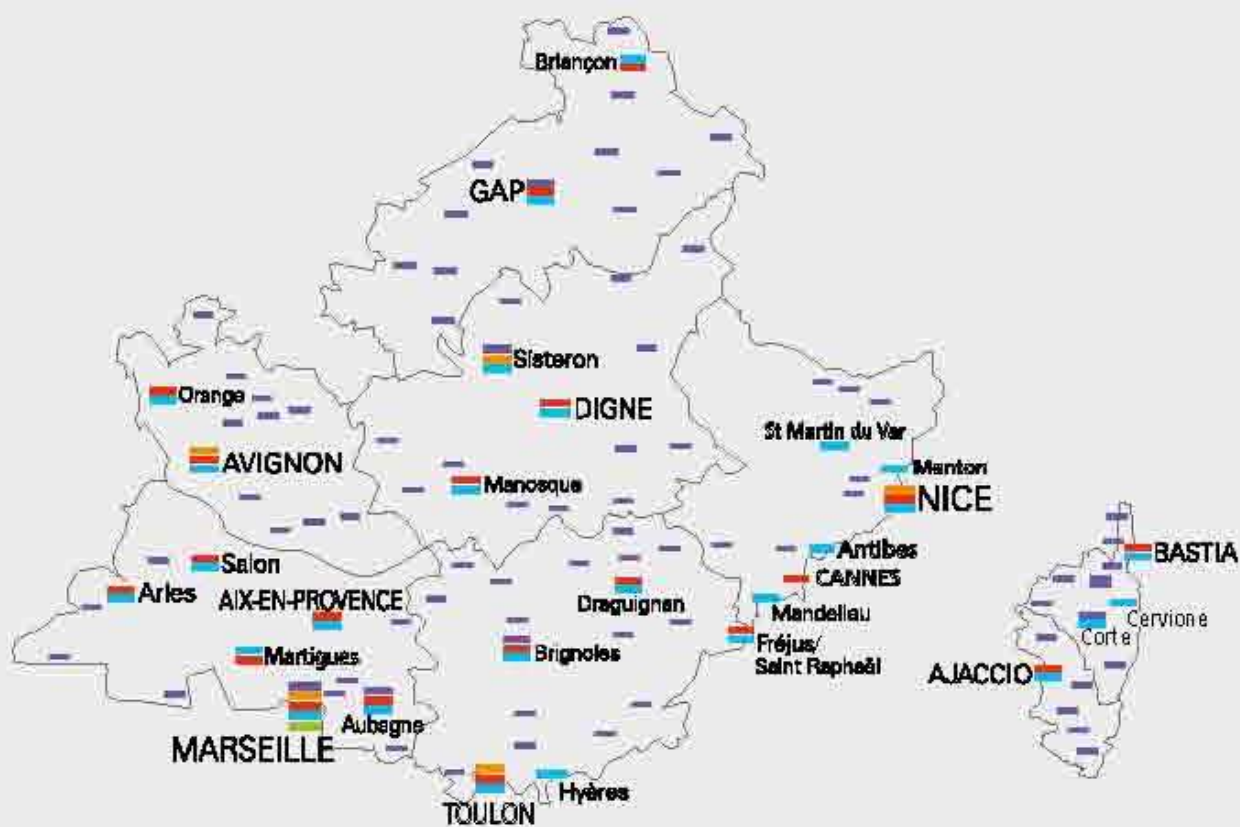 Briançon
GAP
Sisteron
Orange
DIGNE
St Martin du Var
AVIGNON
Menton
Manosque
NICE
Antibes
BASTIA
Salon
CANNES
Arles
AIX-EN-PROVENCE
Draguignan
Mandelieu
Cervione
Corte
Fréjus/
Saint Raphaël
Brignoles
Martigues
AJACCIO
Aubagne
MARSEILLE
Hyères
TOULON